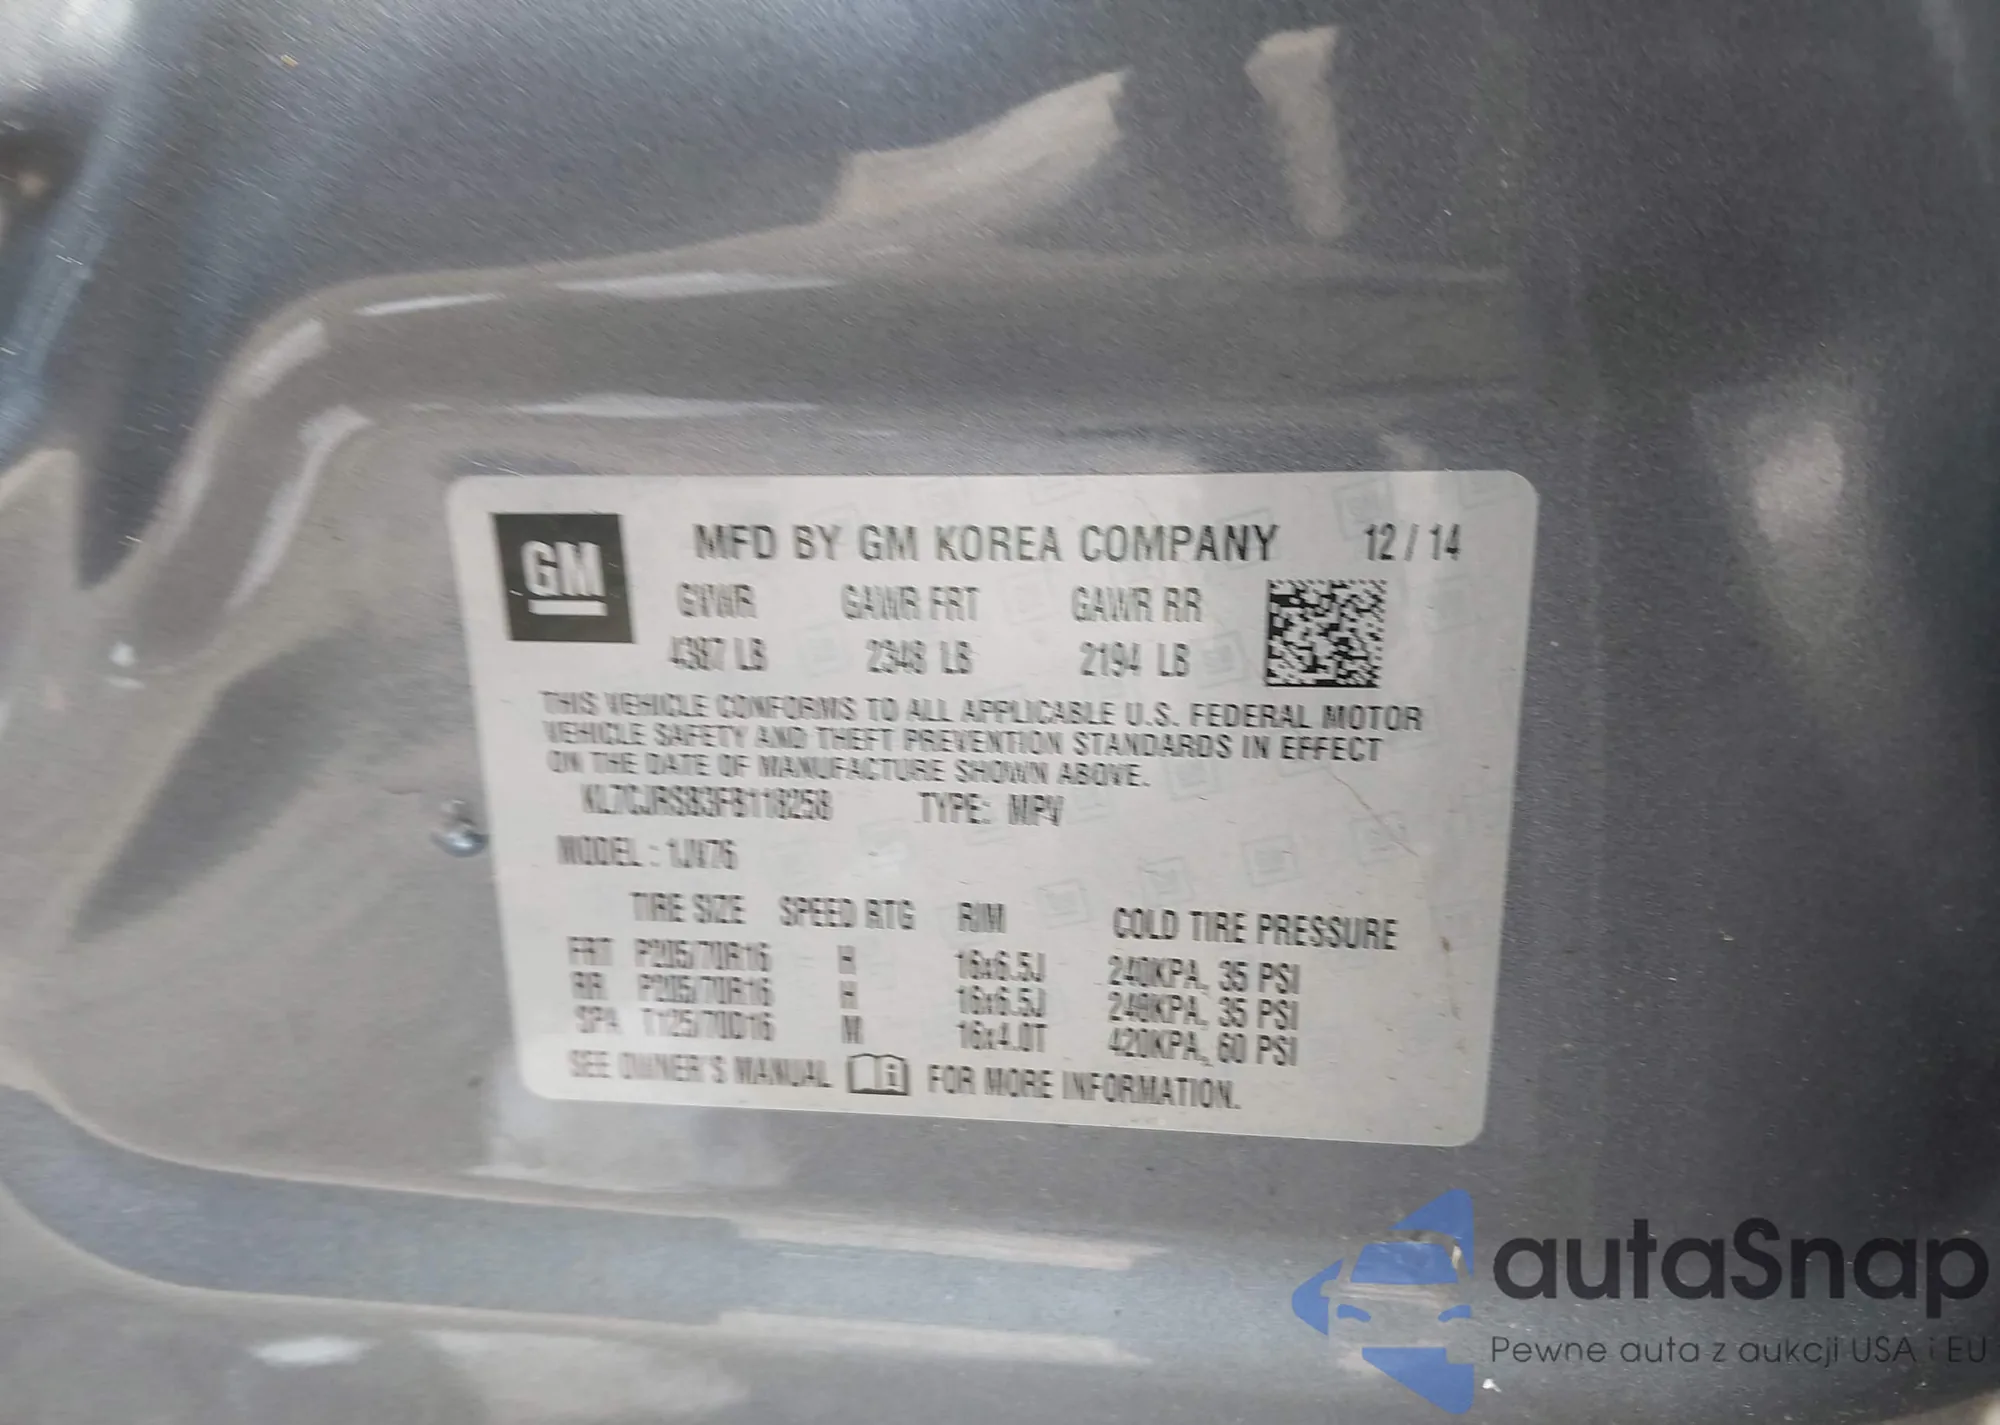 GM
MFD BY GM KOREA COMPANY 12 / 14
GVWR GAWR FRT GAWR RR
4387 LB 2348 LB 2194 LB
THIS VEHICLE CONFORMS TO ALL APPLICABLE U.S. FEDERAL MOTOR
VEHICLE SAFETY AND THEFT PREVENTION STANDARDS IN EFFECT
ON THE DATE OF MANUFACTURE SHOWN ABOVE.
KL7CJRSB3FB118258 TYPE: MPV
MODEL : 1JV76
TIRE SIZE SPEED RTG RIM COLD TIRE PRESSURE
FRT P205/70R16 H 16x6.5J 240KPA, 35 PSI
RR P205/70R16 H 16x6.5J 240KPA, 35 PSI
SPA T125/70D16 M 16x4.0T 420KPA, 60 PSI
SEE OWNER'S MANUAL i FOR MORE INFORMATION.
autaSnap
Pewne auta z aukcji USA i EU